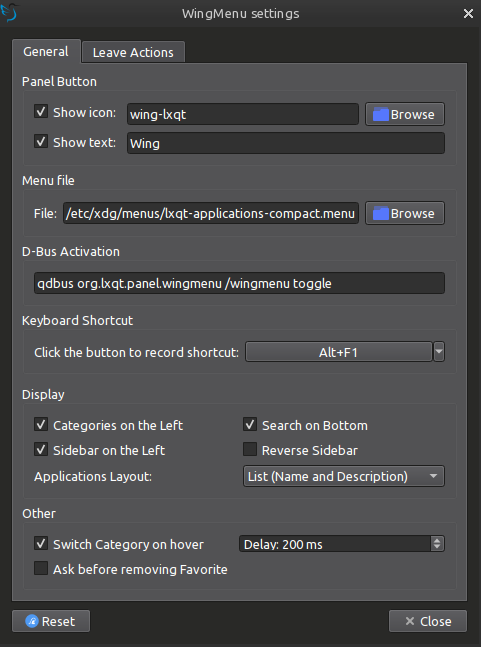 WingMenu settings
General Leave Actions
Panel Button
Show icon: wing-lxqt Browse
Show text: Wing
Menu file
File: /etc/xdg/menus/lxqt-applications-compact.menu Browse
D-Bus Activation
qdbus org.lxqt.panel.wingmenu /wingmenu toggle
Keyboard Shortcut
Click the button to record shortcut: Alt+F1
Display
Categories on the Left Search on Bottom
Sidebar on the Left Reverse Sidebar
Applications Layout: List (Name and Description)
Other
Switch Category on hover Delay: 200 ms
Ask before removing Favorite
Reset Close